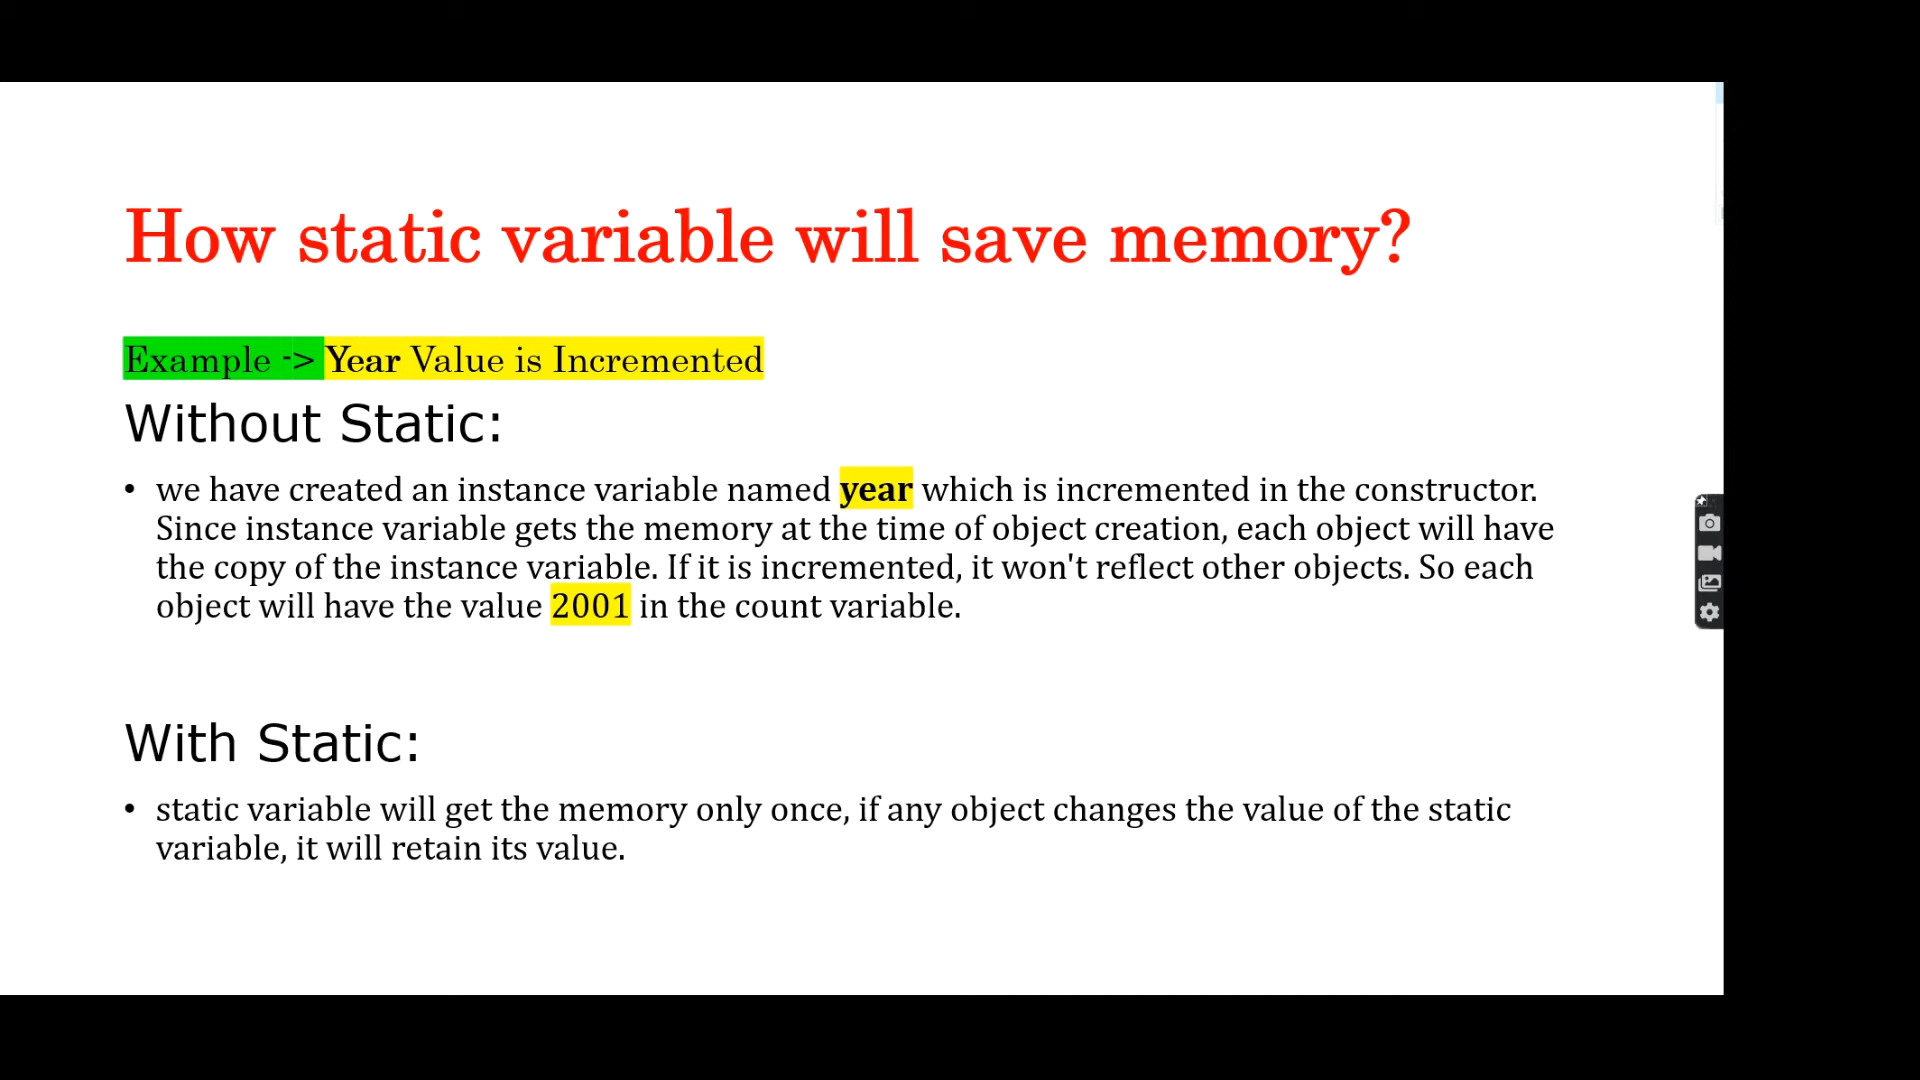 How static variable will save memory?
Example -> Year Value is Incremented
Without Static:
• we have created an instance variable named year which is incremented in the constructor.
Since instance variable gets the memory at the time of object creation, each object will have
the copy of the instance variable. If it is incremented, it won't reflect other objects. So each
object will have the value 2001 in the count variable.
With Static:
• static variable will get the memory only once, if any object changes the value of the static
variable, it will retain its value.